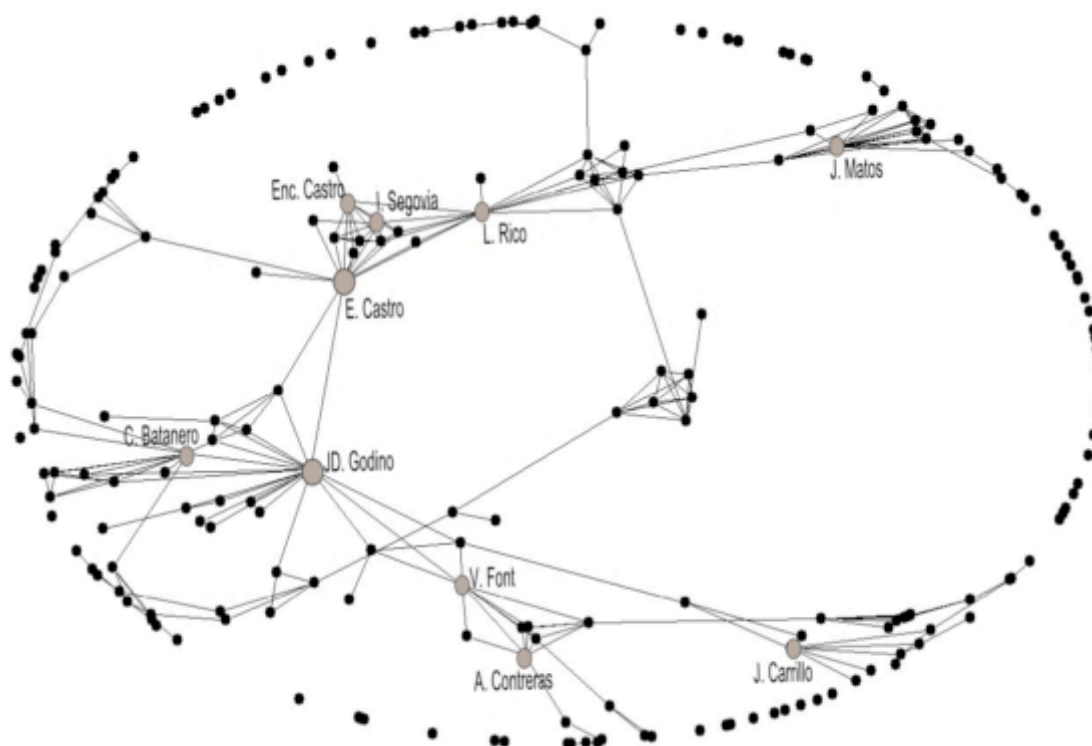 J. Matos
Enc. Castro
I. Segovia
L. Rico
E. Castro
C. Batanero
JD. Godino
V. Font
A. Contreras
J. Carrillo